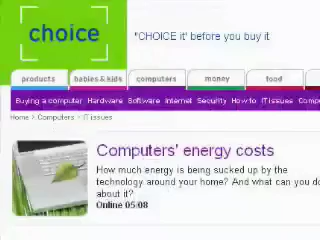 choice
"CHOICE it' before you buy it
products babies & kids computers money food
Buying a computer Hardware Software Internet Security How to IT issues
Home > Computers > IT issues
Computers' energy costs
How much energy is being sucked up by the
technology around your home? And what can you do
about it?
Online 05/08